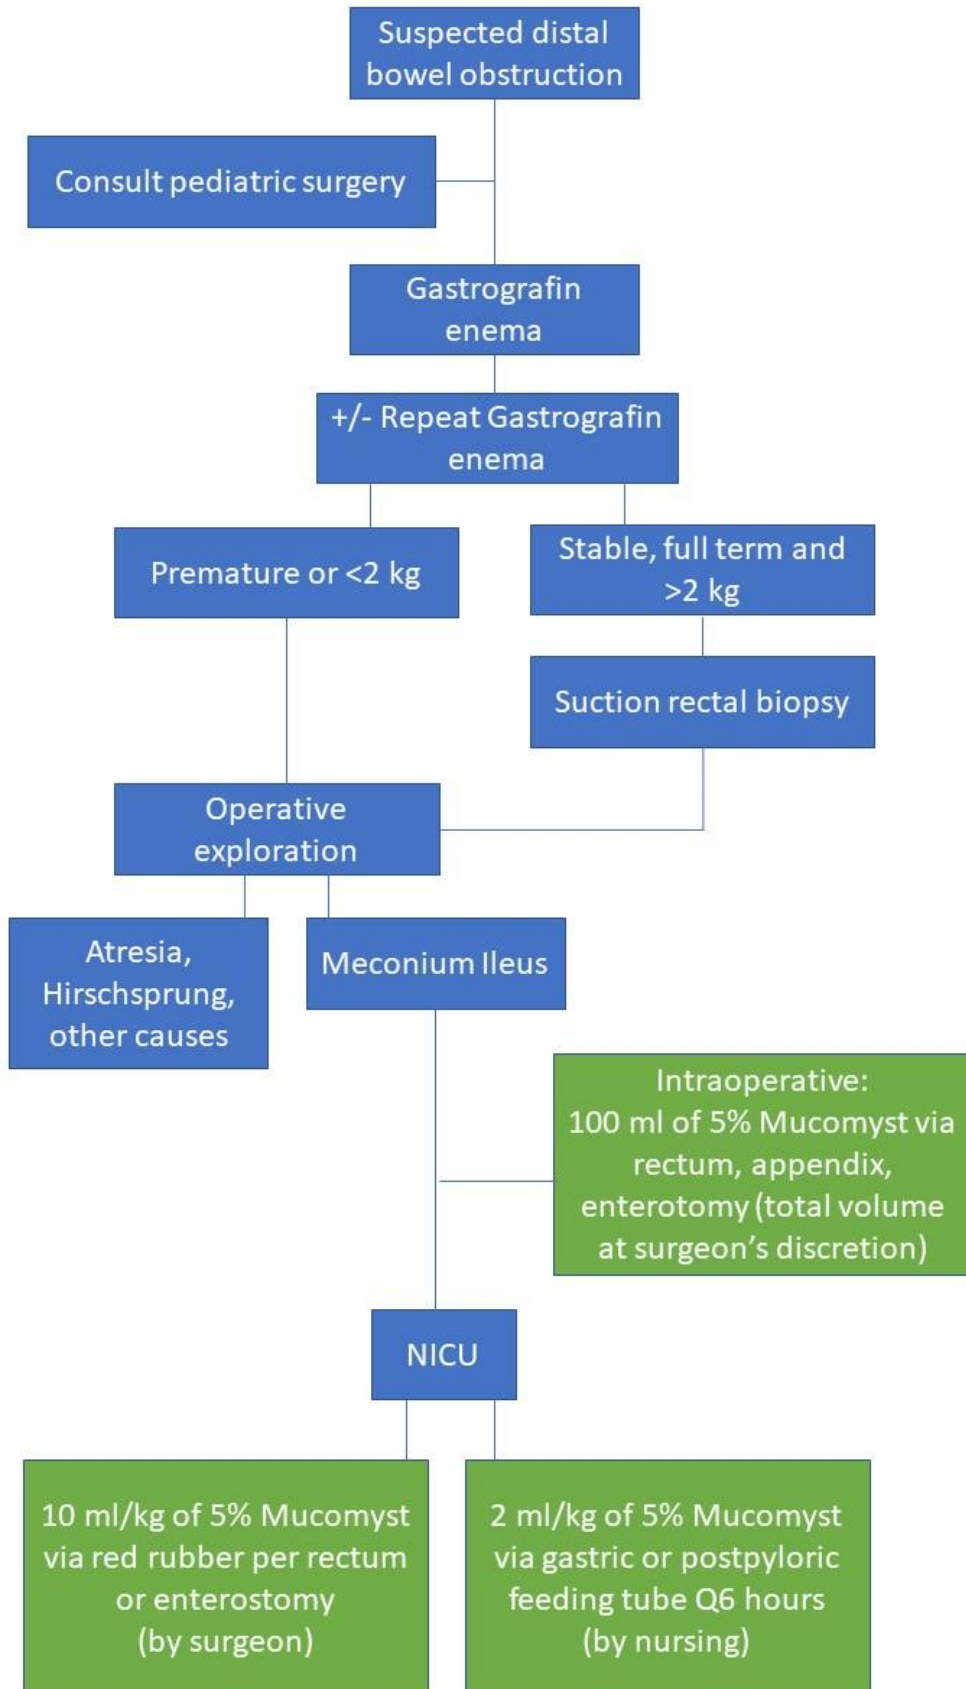 Suspected distal
bowel obstruction
Consult pediatric surgery
Gastrografin
enema
+/- Repeat Gastrografin
enema
Premature or <2 kg
Stable, full term and
>2 kg
Suction rectal biopsy
Operative
exploration
Atresia,
Hirschsprung,
other causes
Meconium Ileus
Intraoperative:
100 ml of 5% Mucomyst via
rectum, appendix,
enterotomy (total volume
at surgeon’s discretion)
NICU
10 ml/kg of 5% Mucomyst
via red rubber per rectum
or enterostomy
(by surgeon)
2 ml/kg of 5% Mucomyst
via gastric or postpyloric
feeding tube Q6 hours
(by nursing)